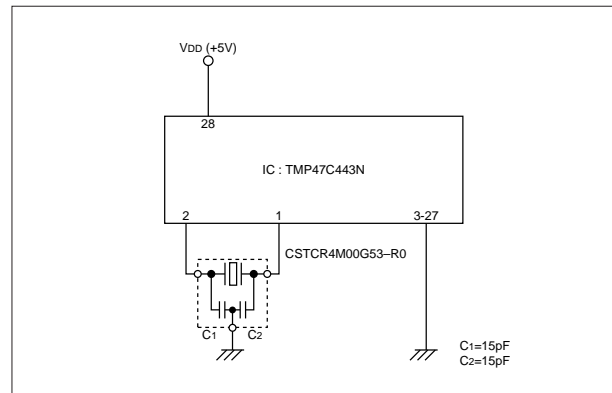 VDD (+5V)
28
IC : TMP47C443N
2
1
3-27
CSTCR4M00G53–R0
C1
C2
C1=15pF
C2=15pF